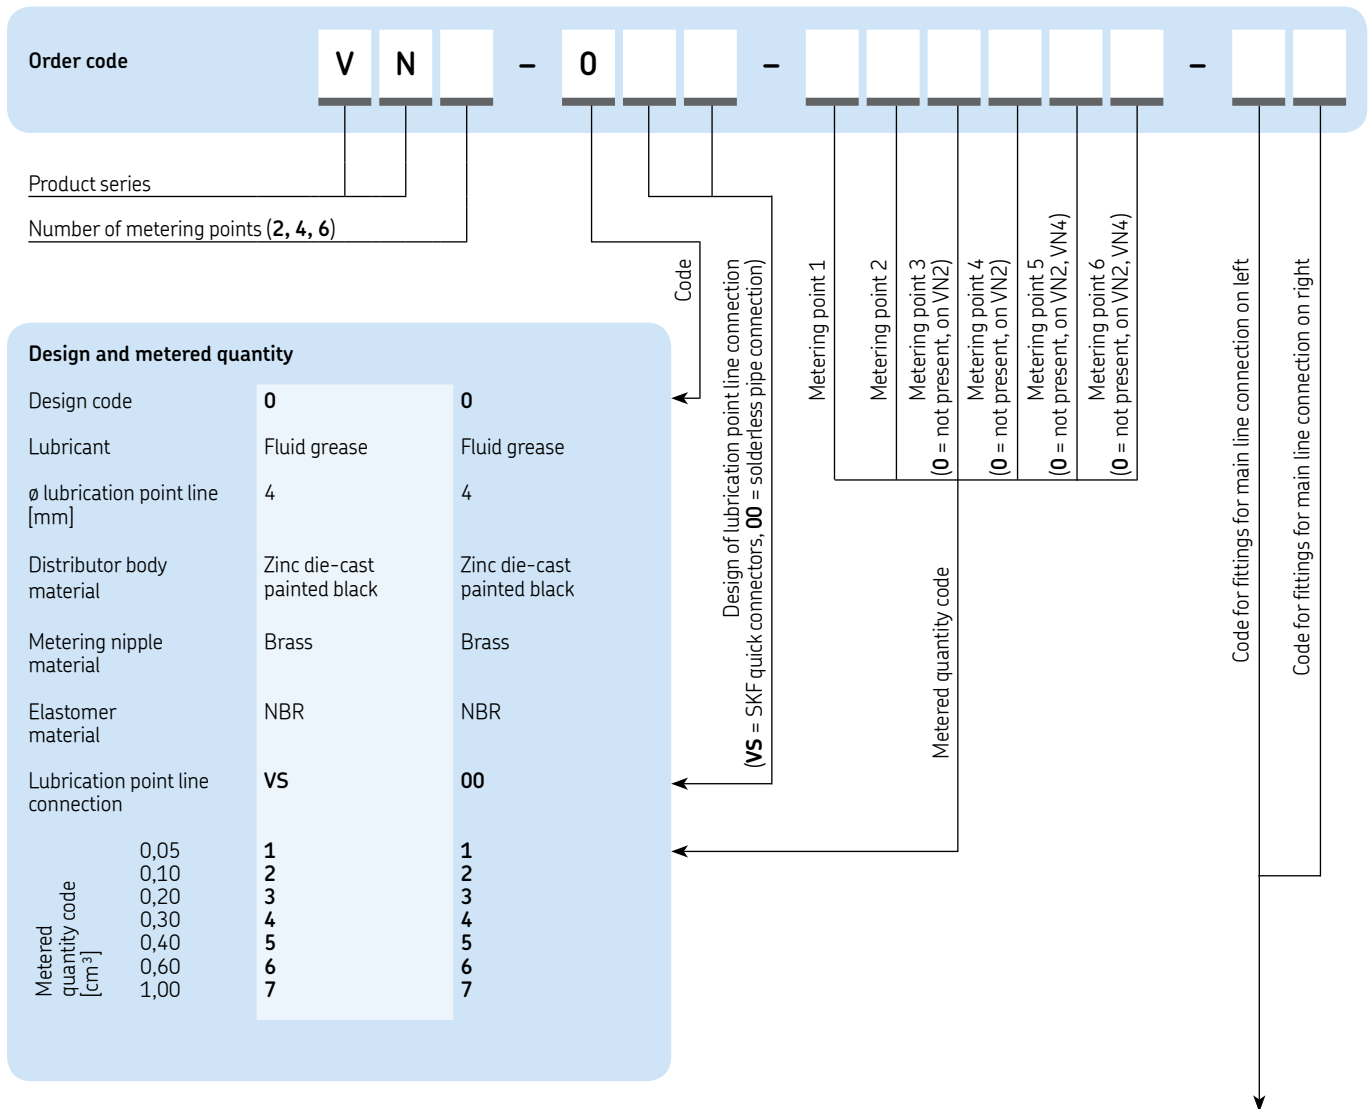 Order code
V N - 0 - -
Product series
Number of metering points (2, 4, 6)
Code
Design of lubrication point line connection
(VS = SKF quick connectors, 00 = solderless pipe connection)
Metering point 1
Metering point 2
Metering point 3
(0 = not present, on VN2)
Metering point 4
(0 = not present, on VN2)
Metering point 5
(0 = not present, on VN2, VN4)
Metering point 6
(0 = not present, on VN2, VN4)
Metered quantity code
Code for fittings for main line connection on left
Code for fittings for main line connection on right
Design and metered quantity
Design code 0 0
Lubricant Fluid grease Fluid grease
ø lubrication point line 4 4
[mm]
Distributor body Zinc die-cast Zinc die-cast
material painted black painted black
Metering nipple Brass Brass
material
Elastomer NBR NBR
material
Lubrication point line VS 00
connection
Metered
quantity code
[cm³]
0,05 1 1
0,10 2 2
0,20 3 3
0,30 4 4
0,40 5 5
0,60 6 6
1,00 7 7